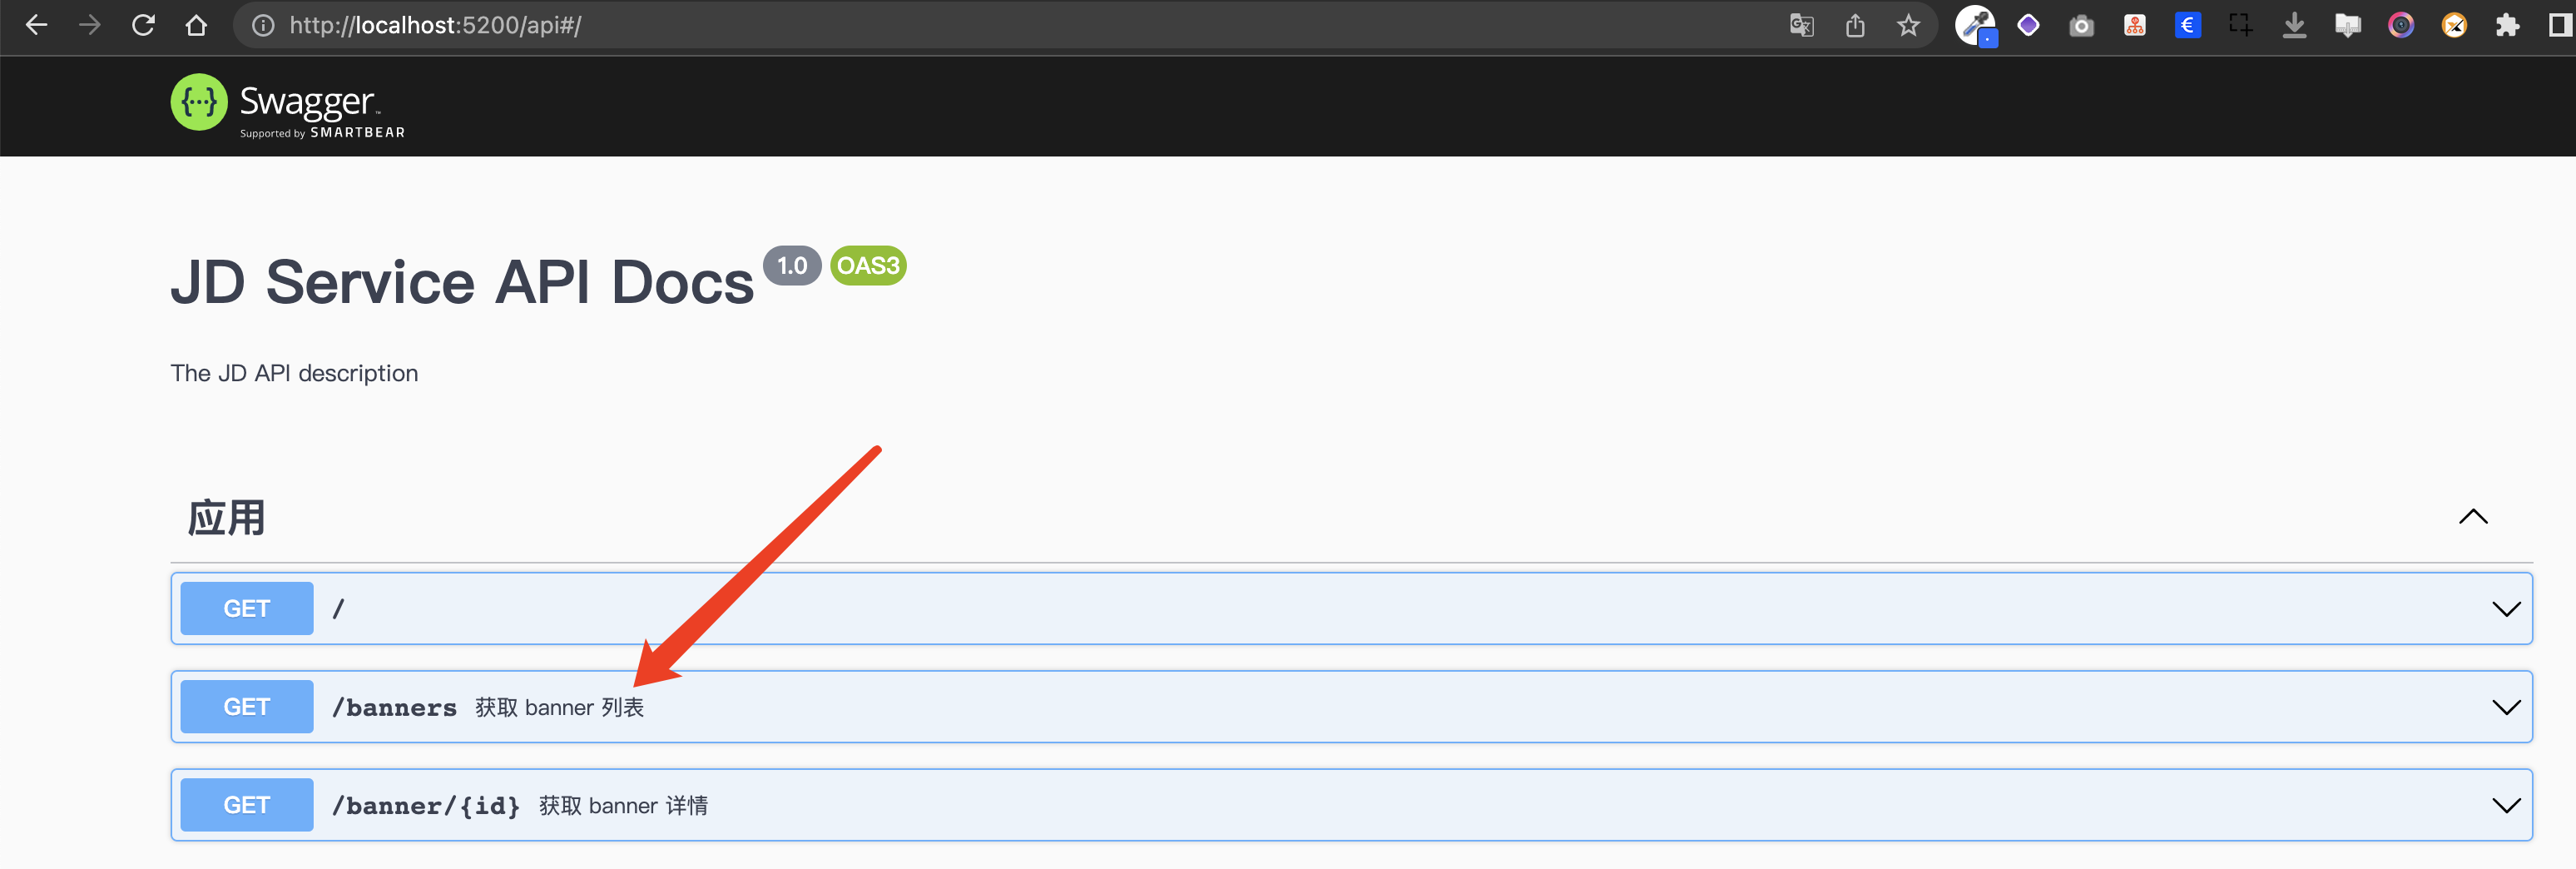 http://localhost:5200/api#/
{···} Swagger™
Supported by SMARTBEAR
JD Service API Docs 1.0 OAS3
The JD API description
应用
GET /
GET /banners 获取 banner 列表
GET /banner/{id} 获取 banner 详情